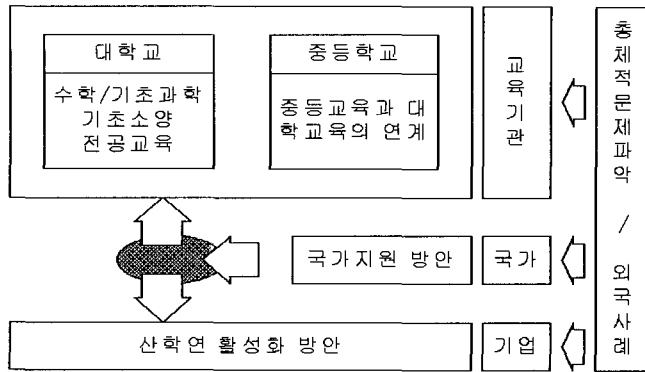 대학교
수학/기초과학
기초소양
전공교육
중등학교
중등교육과 대
학교육의 연계
교육기관
총체적문제파악 / 외국사례
국가지원 방안
국가
산학연 활성화 방안
기업